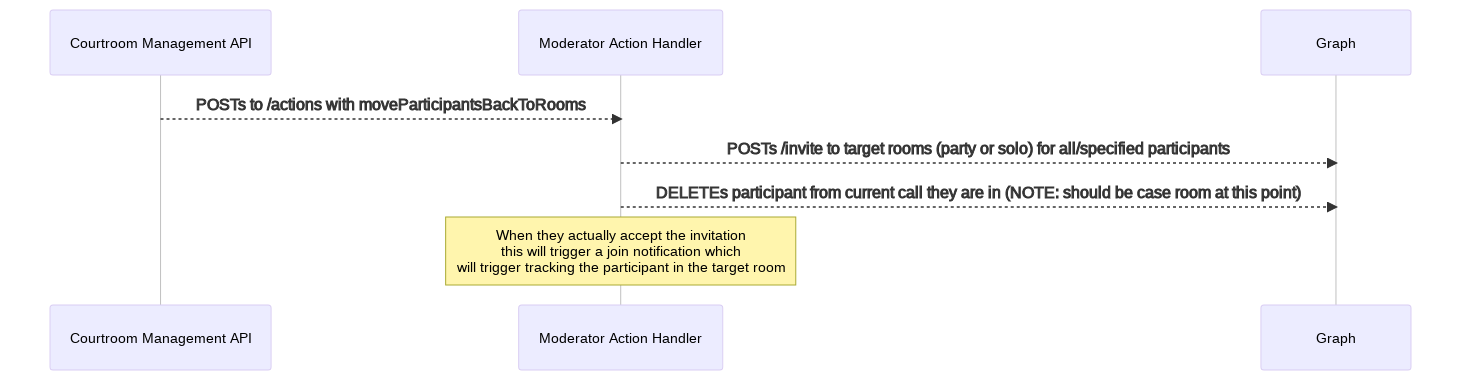 Courtroom Management API
Moderator Action Handler
Graph
POSTs to /actions with moveParticipantsBackToRooms
POSTs /invite to target rooms (party or solo) for all/specified participants
DELETEs participant from current call they are in (NOTE: should be case room at this point)
When they actually accept the invitation
this will trigger a join notification which
will trigger tracking the participant in the target room
Courtroom Management API
Moderator Action Handler
Graph